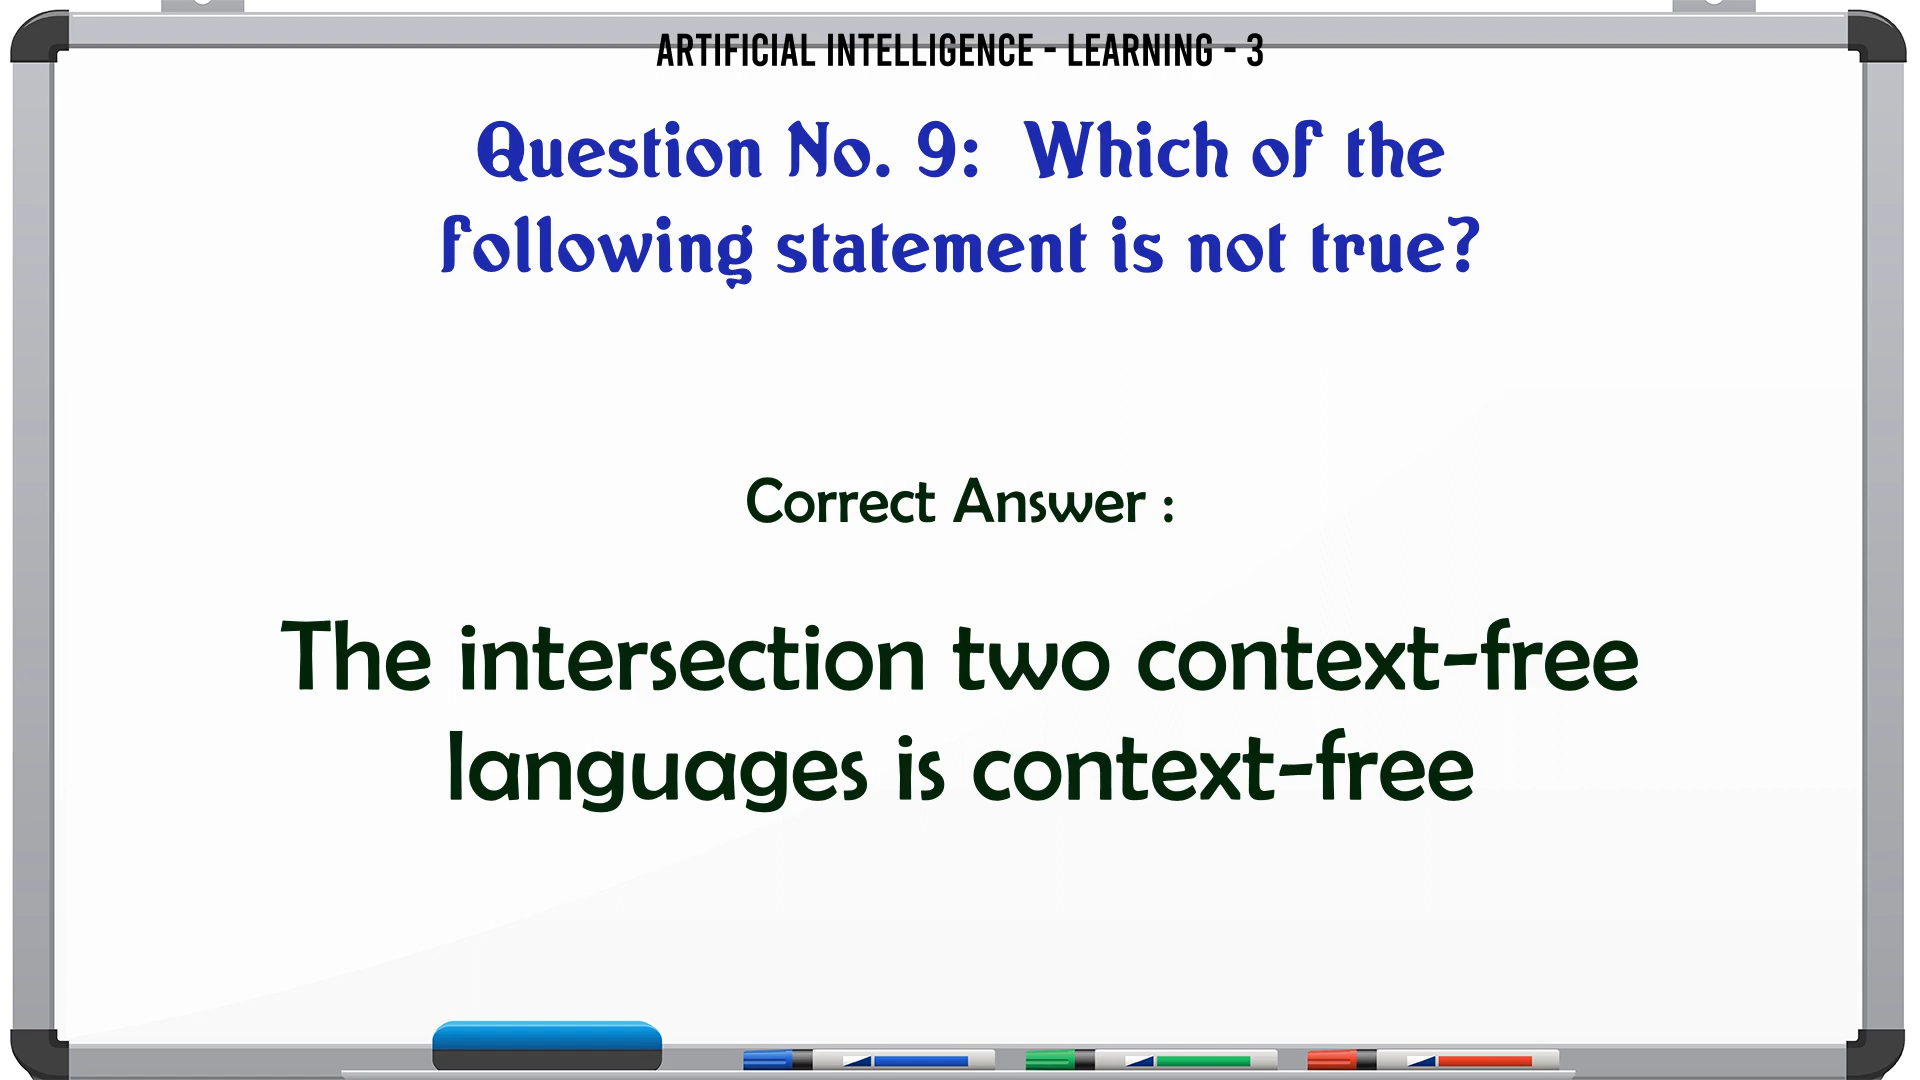 ARTIFICIAL INTELLIGENCE - LEARNING - 3
Question No. 9: Which of the
following statement is not true?
Correct Answer :
The intersection two context-free
languages is context-free